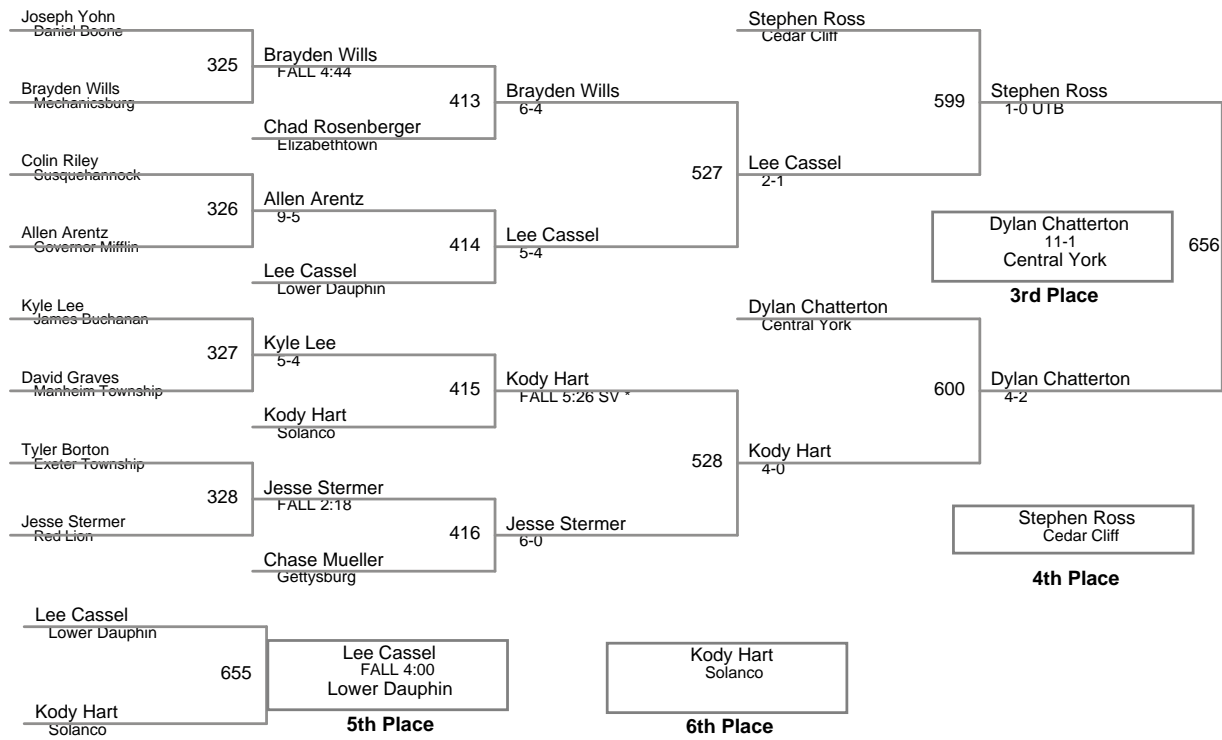 Joseph Yohn
Daniel Boone
325
Brayden Wills
Mechanicsburg
Colin Riley
Susquehannock
326
Allen Arentz
Governor Mifflin
Kyle Lee
James Buchanan
327
David Graves
Manheim Township
Tyler Borton
Exeter Township
328
Jesse Stermer
Red Lion
Brayden Wills
FALL 4:44
413
Chad Rosenberger
Elizabethtown
Allen Arentz
9-5
414
Lee Cassel
Lower Dauphin
Kyle Lee
5-4
415
Kody Hart
Solanco
Jesse Stermer
FALL 2:18
416
Chase Mueller
Gettysburg
Brayden Wills
6-4
527
Lee Cassel
5-4
Kody Hart
FALL 5:26 SV *
528
Jesse Stermer
6-0
Stephen Ross
Cedar Cliff
599
Lee Cassel
2-1
Dylan Chatterton
Central York
600
Kody Hart
4-0
Stephen Ross
1-0 UTB
656
Dylan Chatterton
4-2
Dylan Chatterton
11-1
Central York
3rd Place
Stephen Ross
Cedar Cliff
4th Place
Lee Cassel
Lower Dauphin
655
Kody Hart
Solanco
Lee Cassel
FALL 4:00
Lower Dauphin
5th Place
Kody Hart
Solanco
6th Place